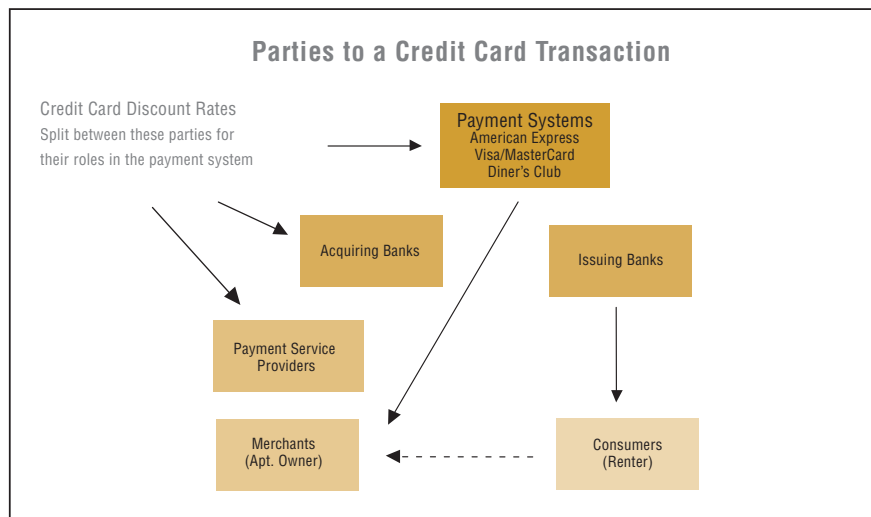 Parties to a Credit Card Transaction
Credit Card Discount Rates
Split between these parties for
their roles in the payment system
Payment Systems
American Express
Visa/MasterCard
Diner's Club
Acquiring Banks
Issuing Banks
Payment Service
Providers
Merchants
(Apt. Owner)
Consumers
(Renter)